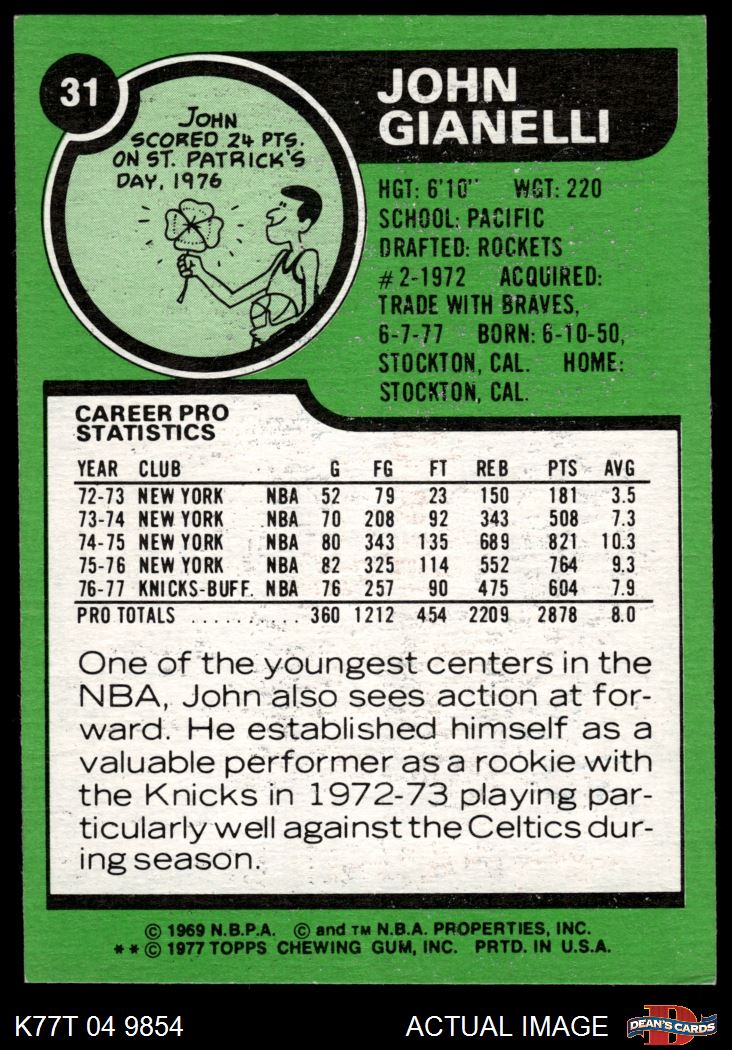 31
JOHN
GIANELLI
JOHN
SCORED 24 PTS.
ON ST. PATRICK'S
DAY, 1976
HGT: 6'10" WGT: 220
SCHOOL: PACIFIC
DRAFTED: ROCKETS
#2-1972 ACQUIRED:
TRADE WITH BRAVES,
6-7-77 BORN: 6-10-50,
STOCKTON, CAL. HOME:
STOCKTON, CAL.
CAREER PRO
STATISTICS
YEAR CLUB G FG FT REB PTS AVG
72-73 NEW YORK NBA 52 79 23 150 181 3.5
73-74 NEW YORK NBA 70 208 92 343 508 7.3
74-75 NEW YORK NBA 80 343 135 689 821 10.3
75-76 NEW YORK NBA 82 325 114 552 764 9.3
76-77 KNICKS-BUFF. NBA 76 257 90 475 604 7.9
PRO TOTALS .......... 360 1212 454 2209 2878 8.0
One of the youngest centers in the
NBA, John also sees action at for-
ward. He established himself as a
valuable performer as a rookie with
the Knicks in 1972-73 playing par-
ticularly well against the Celtics dur-
ing season.
© 1969 N.B.P.A. © and TM N.B.A. PROPERTIES, INC.
** © 1977 TOPPS CHEWING GUM, INC. PRTD. IN U.S.A.
K77T 04 9854 ACTUAL IMAGE
D
DEAN'S CARDS